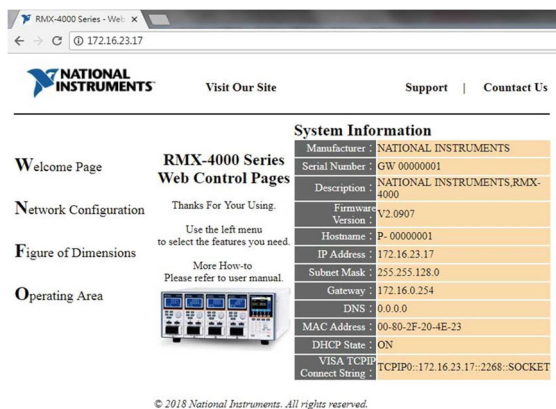 RMX-4000 Series - Web
172.16.23.17
NATIONAL
INSTRUMENTS
Visit Our Site
Support | Countact Us
System Information
Welcome Page
Network Configuration
Figure of Dimensions
Operating Area
RMX-4000 Series
Web Control Pages
Thanks For Your Using.
Use the left menu
to select the features you need.
More How-to
Please refer to user manual.
Manufacturer : NATIONAL INSTRUMENTS
Serial Number : GW 00000001
Description : NATIONAL INSTRUMENTS,RMX-
4000
Firmware
Version : V2.0907
Hostname : P- 00000001
IP Address : 172.16.23.17
Subnet Mask : 255.255.128.0
Gateway : 172.16.0.254
DNS : 0.0.0.0
MAC Address : 00-80-2F-20-4E-23
DHCP State : ON
VISA TCPIP
Connect String : TCPIP0::172.16.23.17::2268::SOCKET
© 2018 National Instruments. All rights reserved.